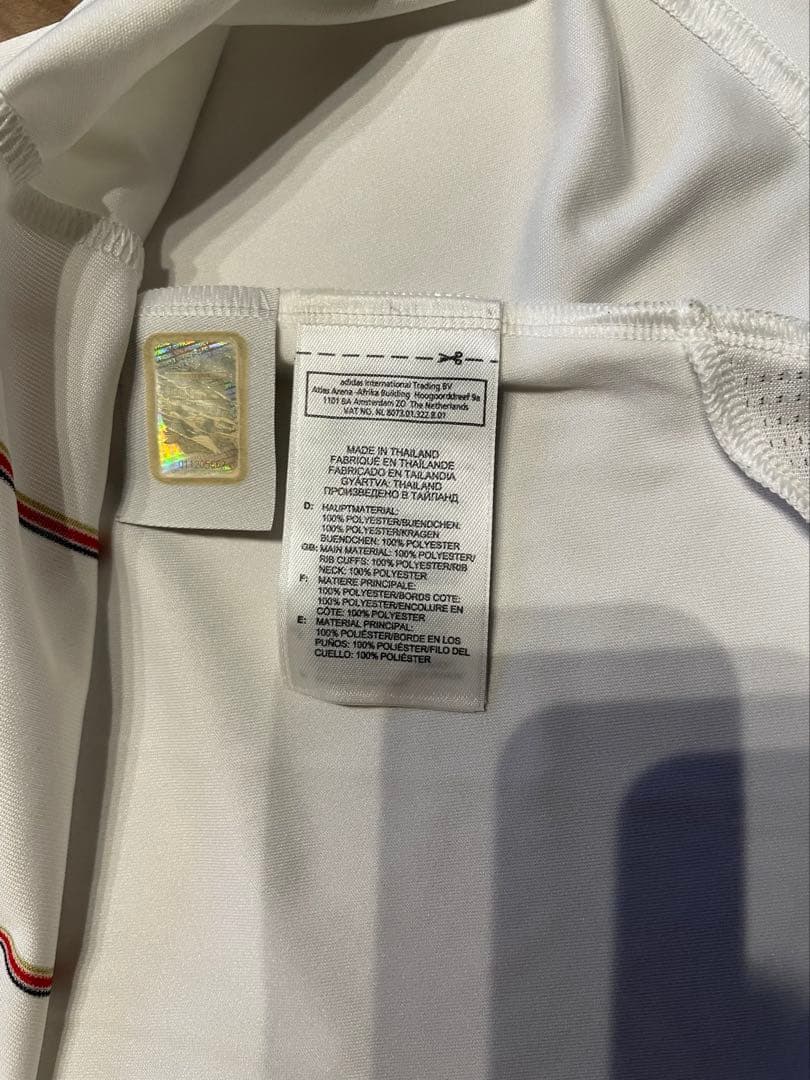 adidas International Trading BV
Atlas Arena -Afrika Building Hoogoorddreef 9a
1101 BA Amsterdam ZO The Netherlands
VAT NO. NL 8073.01.322.B.01
MADE IN THAILAND
FABRIQUÉ EN THAÏLANDE
FABRICADO EN TAILANDIA
GYÁRTVA: THAILAND
ПРОИЗВЕДЕНО В ТАЙЛАНД
D: HAUPTMATERIAL:
100% POLYESTER/BUENDCHEN:
100% POLYESTER/KRAGEN
BUENDCHEN: 100% POLYESTER
GB: MAIN MATERIAL: 100% POLYESTER/
RIB CUFFS: 100% POLYESTER/RIB
NECK: 100% POLYESTER
F: MATIERE PRINCIPALE:
100% POLYESTER/BORDS COTE:
100% POLYESTER/ENCOLURE EN
CÔTE: 100% POLYESTER
E: MATERIAL PRINCIPAL:
100% POLIÉSTER/BORDE EN LOS
PUÑOS: 100% POLIÉSTER/FILO DEL
CUELLO: 100% POLIÉSTER